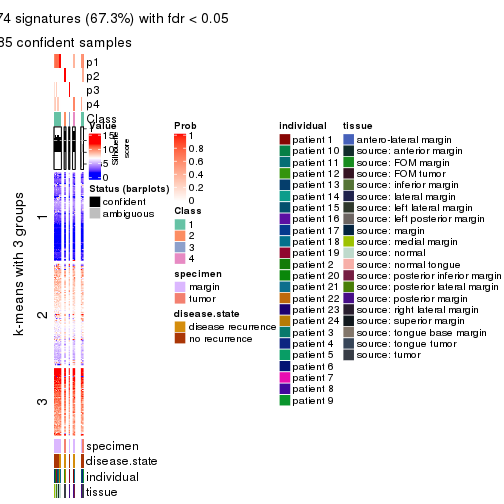 74 signatures (67.3%) with fdr < 0.05
35 confident samples
p1
p2
p3
p4
Class
Silhouette
score
k-means with 3 groups
1
2
3
specimen
disease.state
individual
tissue
Value
15
10
5
0
Status (barplots)
confident
ambiguous
Prob
1
0.8
0.6
0.4
0.2
0
Class
1
2
3
4
specimen
margin
tumor
disease.state
disease recurrence
no recurrence
individual
patient 1
patient 10
patient 11
patient 12
patient 13
patient 14
patient 15
patient 16
patient 17
patient 18
patient 19
patient 2
patient 20
patient 21
patient 22
patient 23
patient 24
patient 3
patient 4
patient 5
patient 6
patient 7
patient 8
patient 9
tissue
antero-lateral margin
source: anterior margin
source: FOM margin
source: FOM tumor
source: inferior margin
source: lateral margin
source: left lateral margin
source: left posterior margin
source: margin
source: medial margin
source: normal
source: normal tongue
source: posterior inferior margin
source: posterior lateral margin
source: posterior margin
source: right lateral margin
source: superior margin
source: tongue base margin
source: tongue tumor
source: tumor